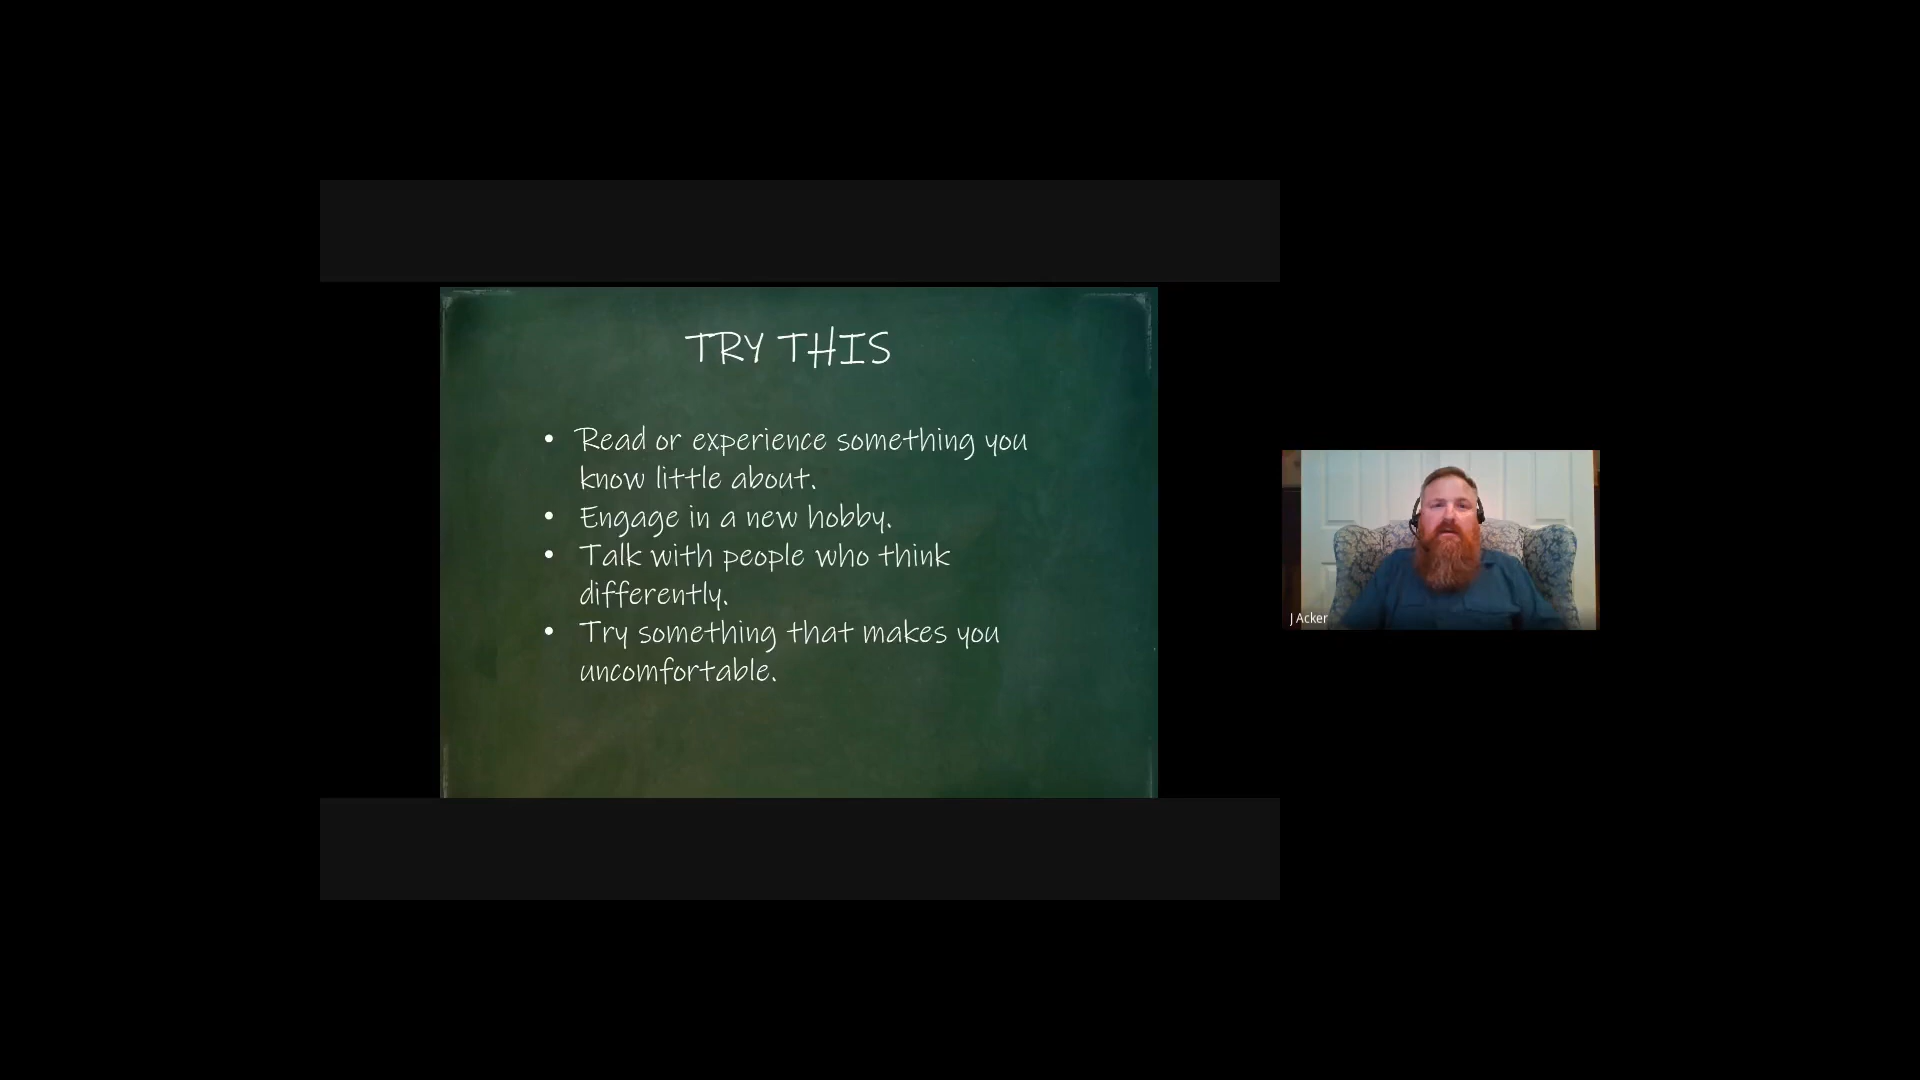 TRY THIS
• Read or experience something you
know little about.
• Engage in a new hobby.
• Talk with people who think
differently.
• Try something that makes you
uncomfortable.
J Acker